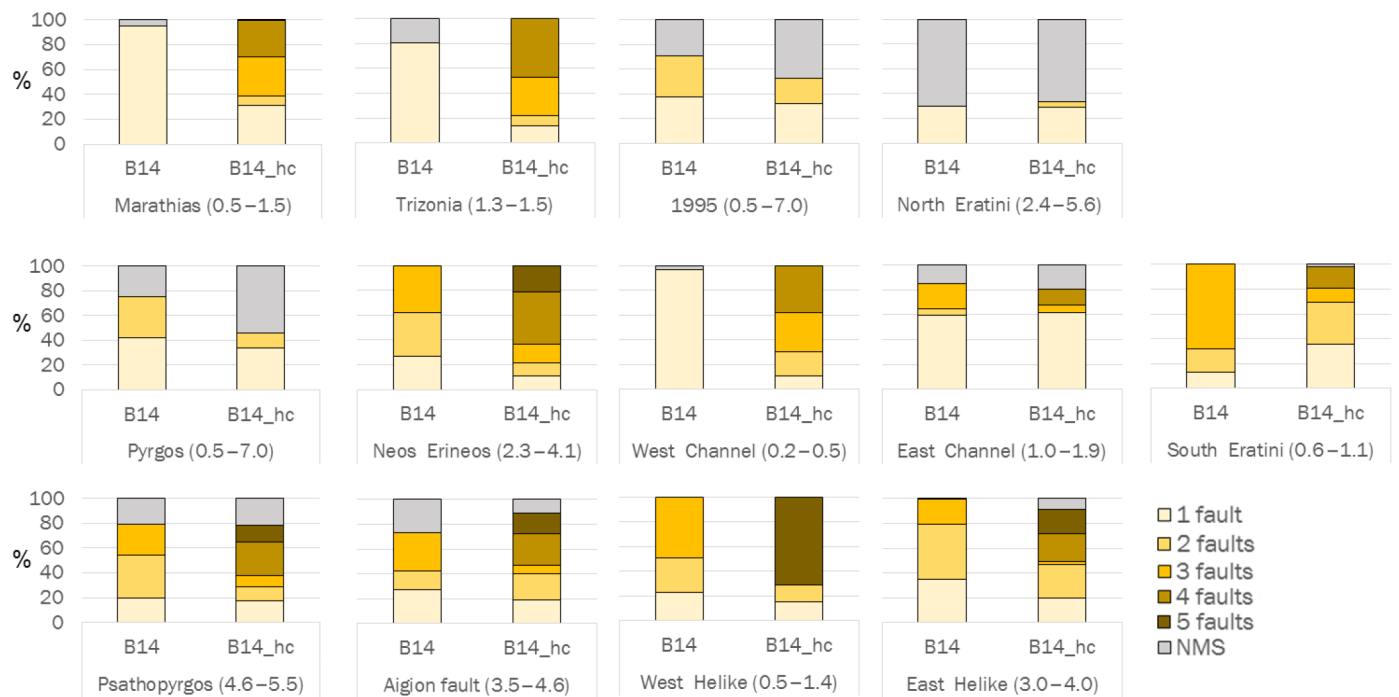 100
80
60
40
20
0
%
B14 B14_hc B14 B14_hc B14 B14_hc B14 B14_hc
Marathias (0.5–1.5) Trizonia (1.3–1.5) 1995 (0.5–7.0) North Eratini (2.4–5.6)
100
80
60
40
20
0
%
B14 B14_hc B14 B14_hc B14 B14_hc B14 B14_hc B14 B14_hc
Pyrgos (0.5–7.0) Neos Erineos (2.3–4.1) West Channel (0.2–0.5) East Channel (1.0–1.9) South Eratini (0.6–1.1)
100
80
60
40
20
0
%
B14 B14_hc B14 B14_hc B14 B14_hc B14 B14_hc
Psathopyrgos (4.6–5.5) Aigion fault (3.5–4.6) West Helike (0.5–1.4) East Helike (3.0–4.0)
1 fault
2 faults
3 faults
4 faults
5 faults
NMS